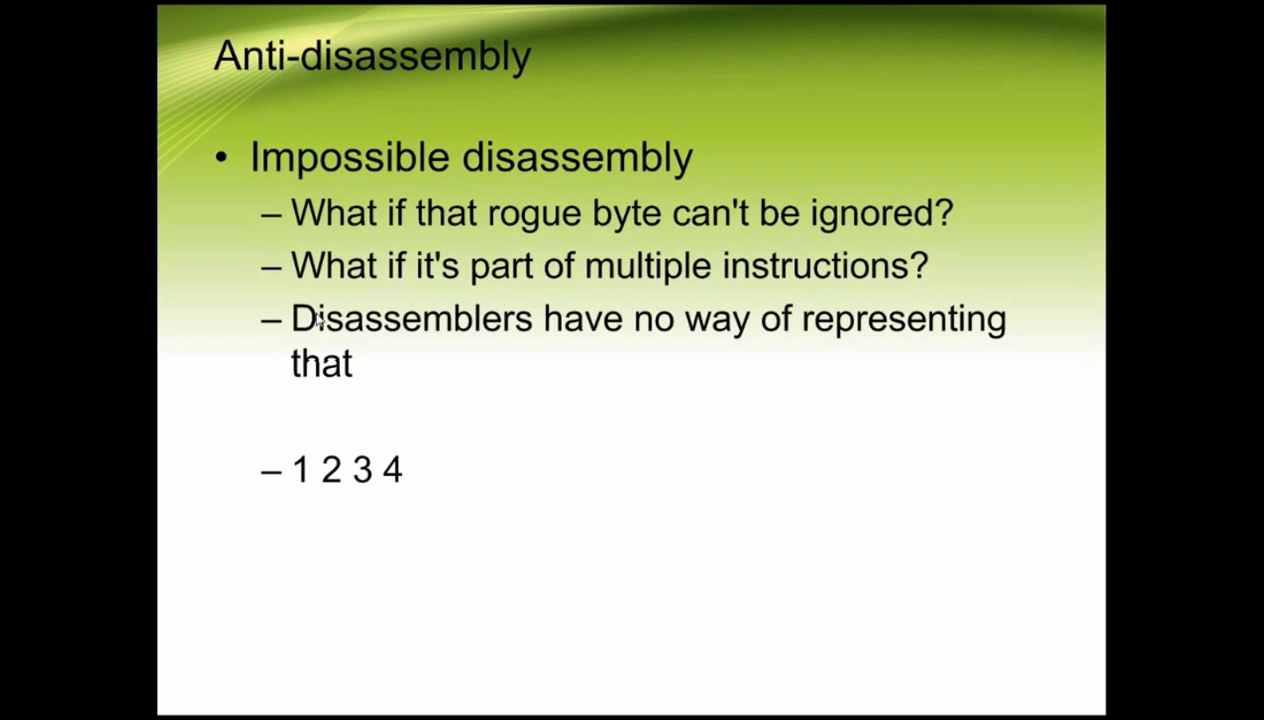 Anti-disassembly
• Impossible disassembly
– What if that rogue byte can't be ignored?
– What if it's part of multiple instructions?
– Disassemblers have no way of representing
that
– 1 2 3 4